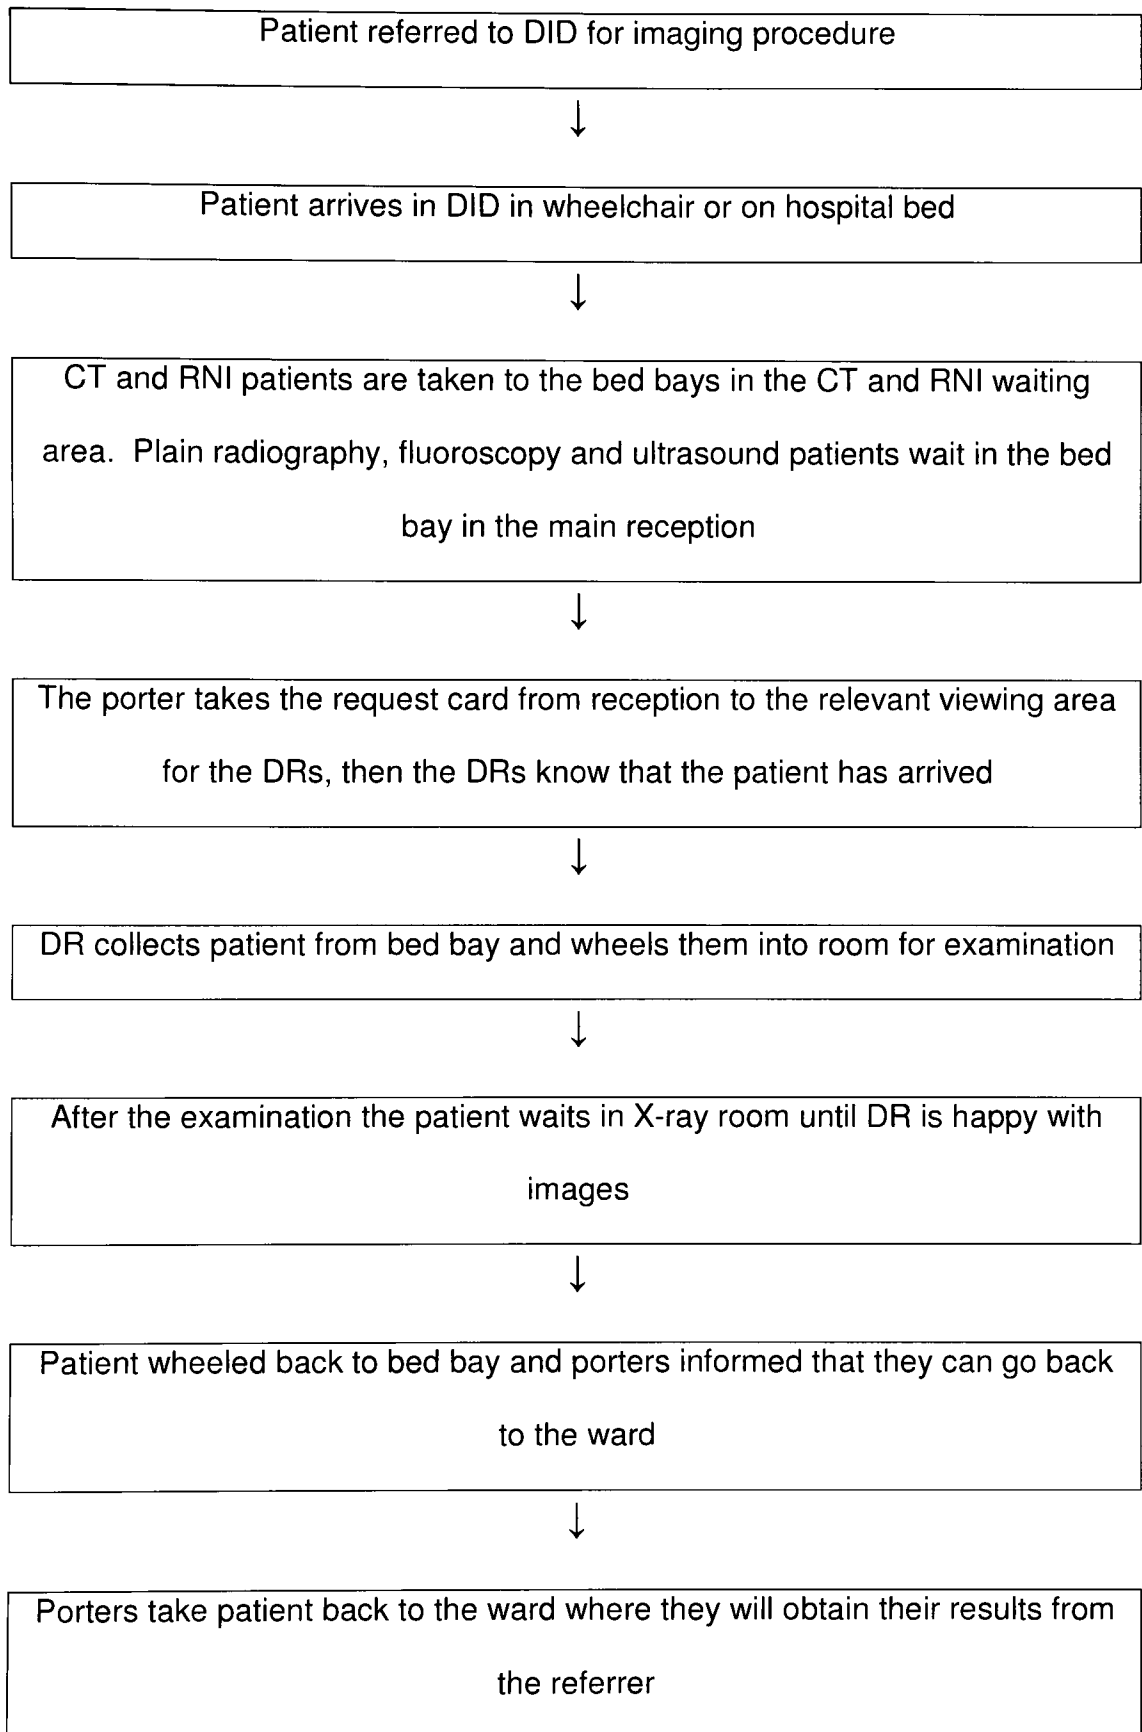 Patient referred to DID for imaging procedure
↓
Patient arrives in DID in wheelchair or on hospital bed
↓
CT and RNI patients are taken to the bed bays in the CT and RNI waiting
area.  Plain radiography, fluoroscopy and ultrasound patients wait in the bed
bay in the main reception
↓
The porter takes the request card from reception to the relevant viewing area
for the DRs, then the DRs know that the patient has arrived
↓
DR collects patient from bed bay and wheels them into room for examination
↓
After the examination the patient waits in X-ray room until DR is happy with
images
↓
Patient wheeled back to bed bay and porters informed that they can go back
to the ward
↓
Porters take patient back to the ward where they will obtain their results from
the referrer